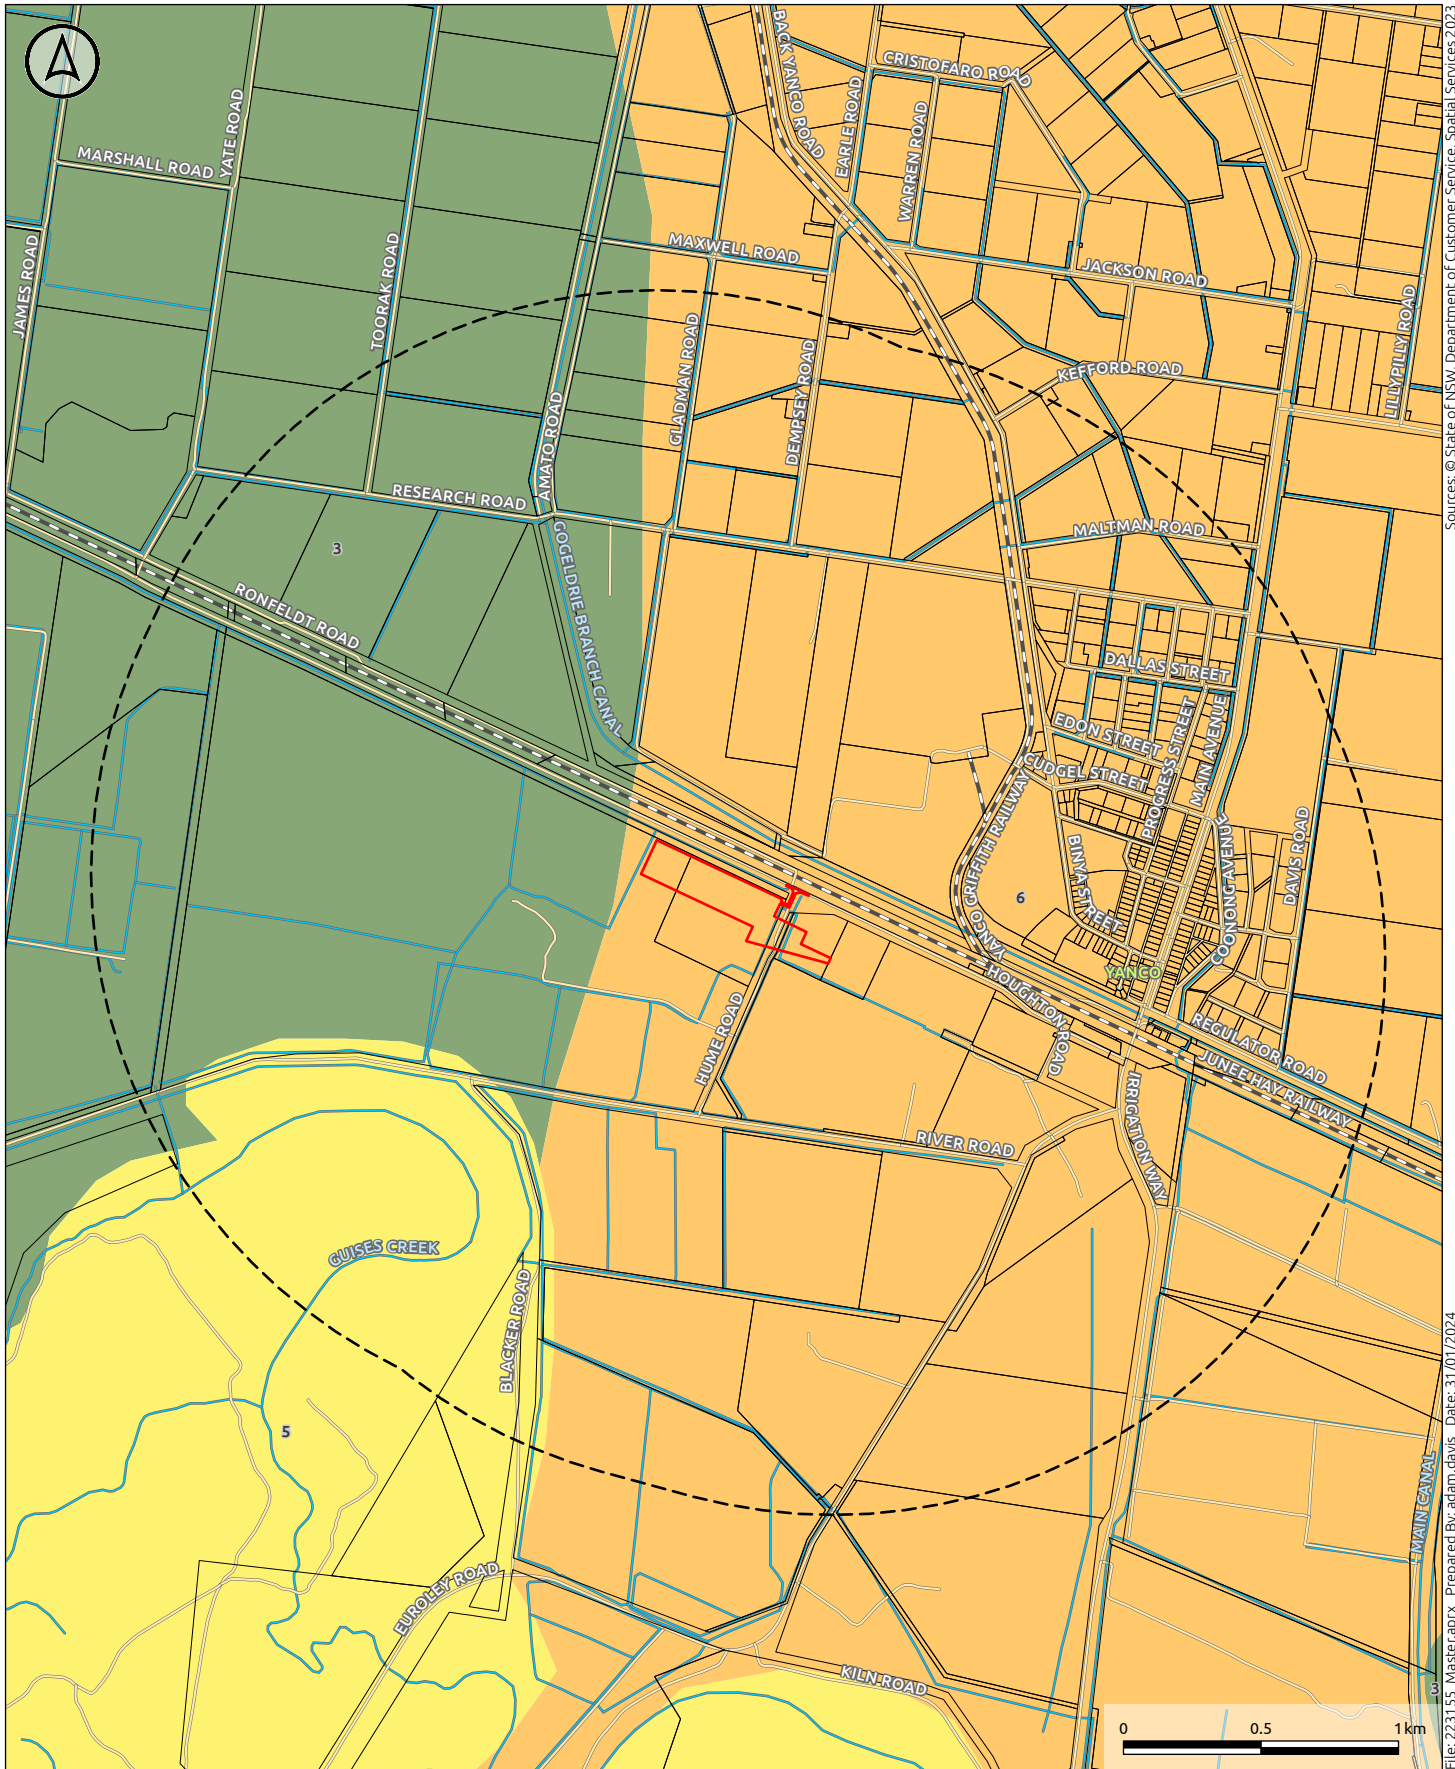 BACK YANCO ROAD
CRISTOFARO ROAD
EARLE ROAD
WARREN ROAD
YATE ROAD
MARSHALL ROAD
JAMES ROAD
TOORAK ROAD
MAXWELL ROAD
JACKSON ROAD
GLADMAN ROAD
DEMPSEY ROAD
KEFFORD ROAD
LILLYPILLY ROAD
AMATO ROAD
RESEARCH ROAD
MALTMAN ROAD
3
GOGELDRIE BRANCH CANAL
RONFELDT ROAD
DALLAS STREET
EDON STREET
PROGRESS STREET
MAIN AVENUE
CUDGEL STREET
YANCO GRIFFITH RAILWAY
BINYA STREET
COONONG AVENUE
DAVIS ROAD
6
YANCO
HOUGHTON ROAD
HUME ROAD
REGULATOR ROAD
JUNEE HAY RAILWAY
IRRIGATION WAY
RIVER ROAD
GUISES CREEK
BLACKER ROAD
5
MAIN CANAL
EUROLEY ROAD
KILN ROAD
3
0 0.5 1 km
Sources: © State of NSW, Department of Customer Service, Spatial Services 2023
File: 223155_Master.aprx Prepared By: adam.davis Date: 31/01/2024